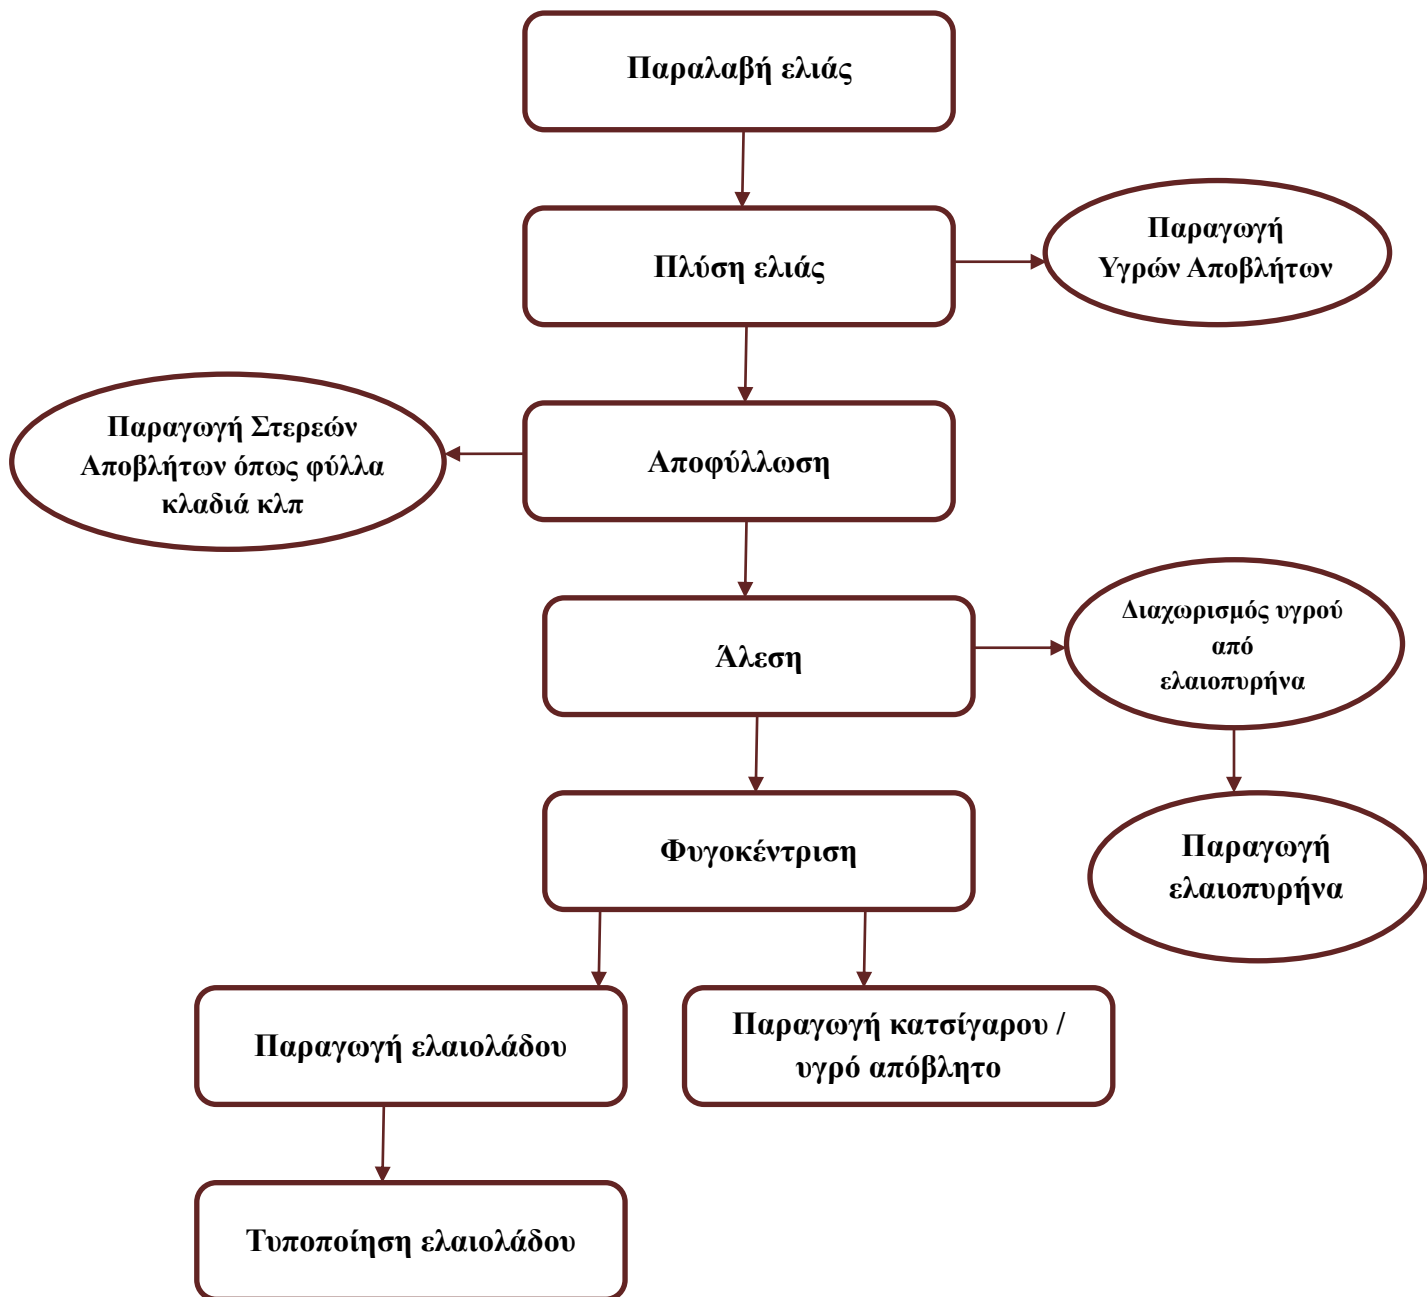 Παραλαβή ελιάς
Πλύση ελιάς
Παραγωγή
Υγρών Αποβλήτων
Παραγωγή Στερεών
Αποβλήτων όπως φύλλα
κλαδιά κλπ
Αποφύλλωση
Άλεση
Διαχωρισμός υγρού
από
ελαιοπυρήνα
Φυγοκέντριση
Παραγωγή
ελαιοπυρήνα
Παραγωγή ελαιολάδου
Παραγωγή κατσίγαρου /
υγρό απόβλητο
Τυποποίηση ελαιολάδου